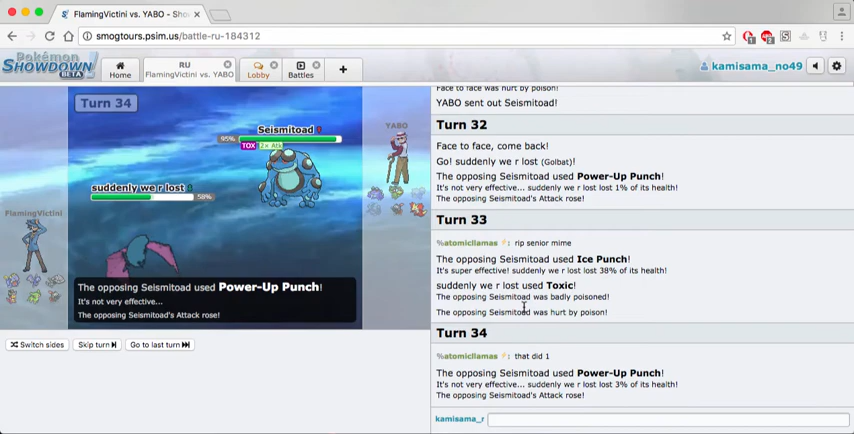 FlamingVictini vs. YABO - Sho
smogtours.psim.us/battle-ru-184312
Pokémon
SHOWDOWN!
BETA
Home
RU
FlamingVictini vs. YABO
Lobby
Battles
kamisama_no49
Turn 34
Seismitoad
95%
TOX 2× Atk
YABO
suddenly we r lost
58%
FlamingVictini
The opposing Seismitoad used Power-Up Punch!
It's not very effective...
The opposing Seismitoad's Attack rose!
Switch sides
Skip turn
Go to last turn
Face to face was hurt by poison!
YABO sent out Seismitoad!
Turn 32
Face to face, come back!
Go! suddenly we r lost (Golbat)!
The opposing Seismitoad used Power-Up Punch!
It's not very effective... suddenly we r lost lost 1% of its health!
The opposing Seismitoad's Attack rose!
Turn 33
%atomicllamas : rip senior mime
The opposing Seismitoad used Ice Punch!
It's super effective! suddenly we r lost lost 38% of its health!
suddenly we r lost used Toxic!
The opposing Seismitoad was badly poisoned!
The opposing Seismitoad was hurt by poison!
Turn 34
%atomicllamas : that did 1
The opposing Seismitoad used Power-Up Punch!
It's not very effective... suddenly we r lost lost 3% of its health!
The opposing Seismitoad's Attack rose!
kamisama_r